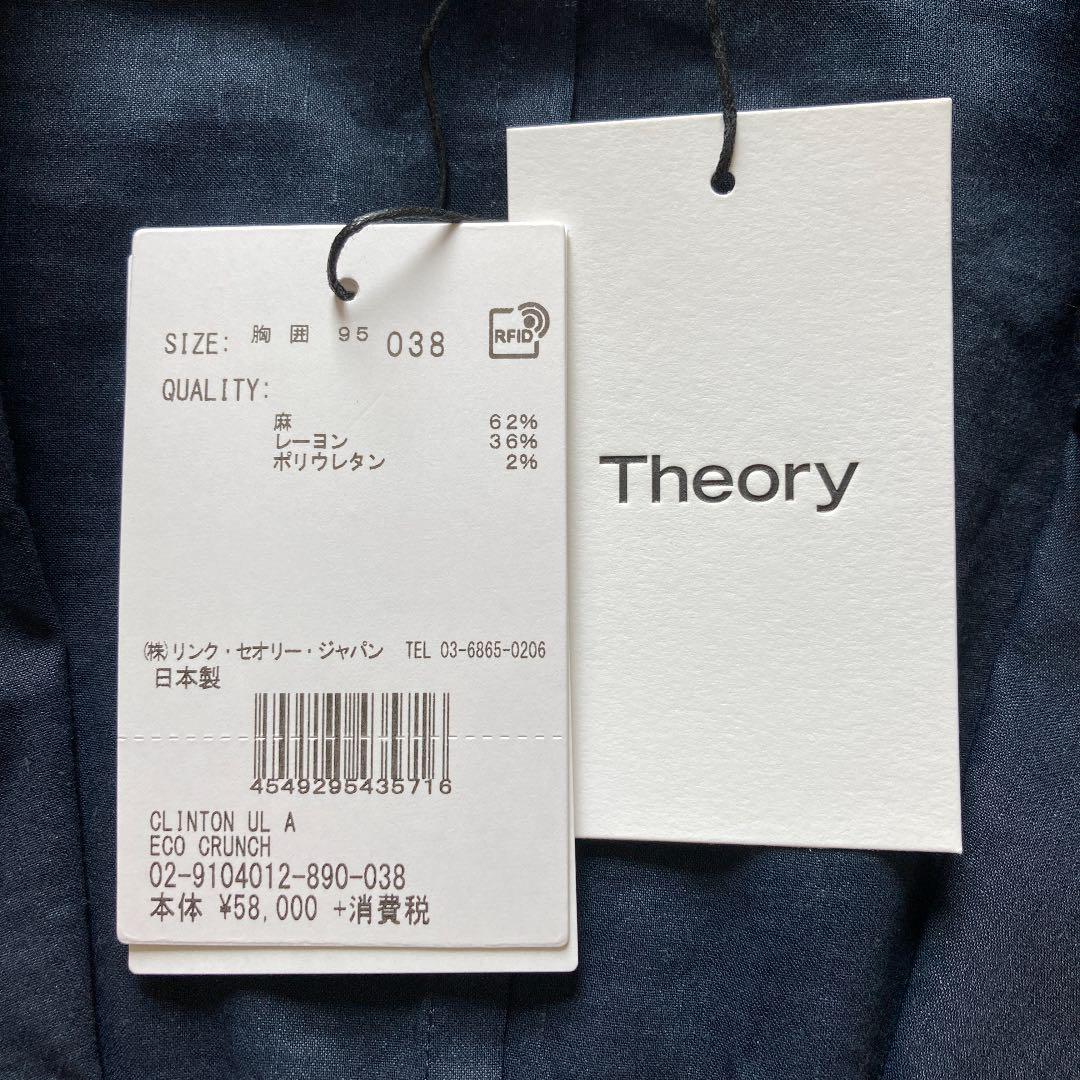 SIZE: 胸 囲 95 038
RFID
QUALITY:
麻 62%
レーヨン 36%
ポリウレタン 2%
㈱リンク・セオリー・ジャパン TEL 03-6865-0206
日本製
4549295435716
CLINTON UL A
ECO CRUNCH
02-9104012-890-038
本体 ¥58,000 +消費税
Theory